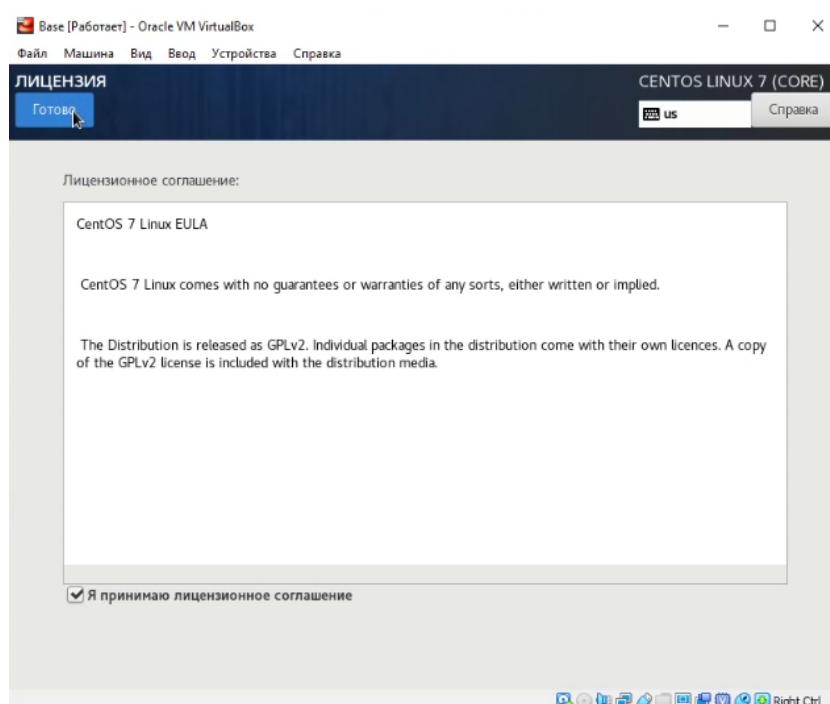 Base [Работает] - Oracle VM VirtualBox
Файл Машина Вид Ввод Устройства Справка
ЛИЦЕНЗИЯ
CENTOS LINUX 7 (CORE)
Готово
us
Справка
Лицензионное соглашение:
CentOS 7 Linux EULA
CentOS 7 Linux comes with no guarantees or warranties of any sorts, either written or implied.
The Distribution is released as GPLv2. Individual packages in the distribution come with their own licences. A copy
of the GPLv2 license is included with the distribution media.
Я принимаю лицензионное соглашение
Right Ctrl